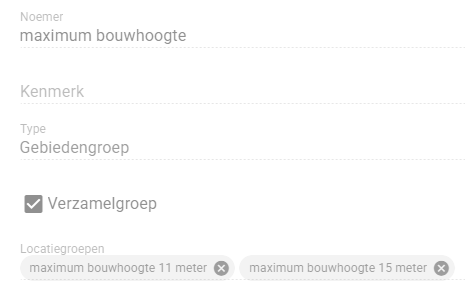 Noemer
maximum bouwhoogte
Kenmerk
Type
Gebiedengroep
Verzamelgroep
Locatiegroepen
maximum bouwhoogte 11 meter maximum bouwhoogte 15 meter